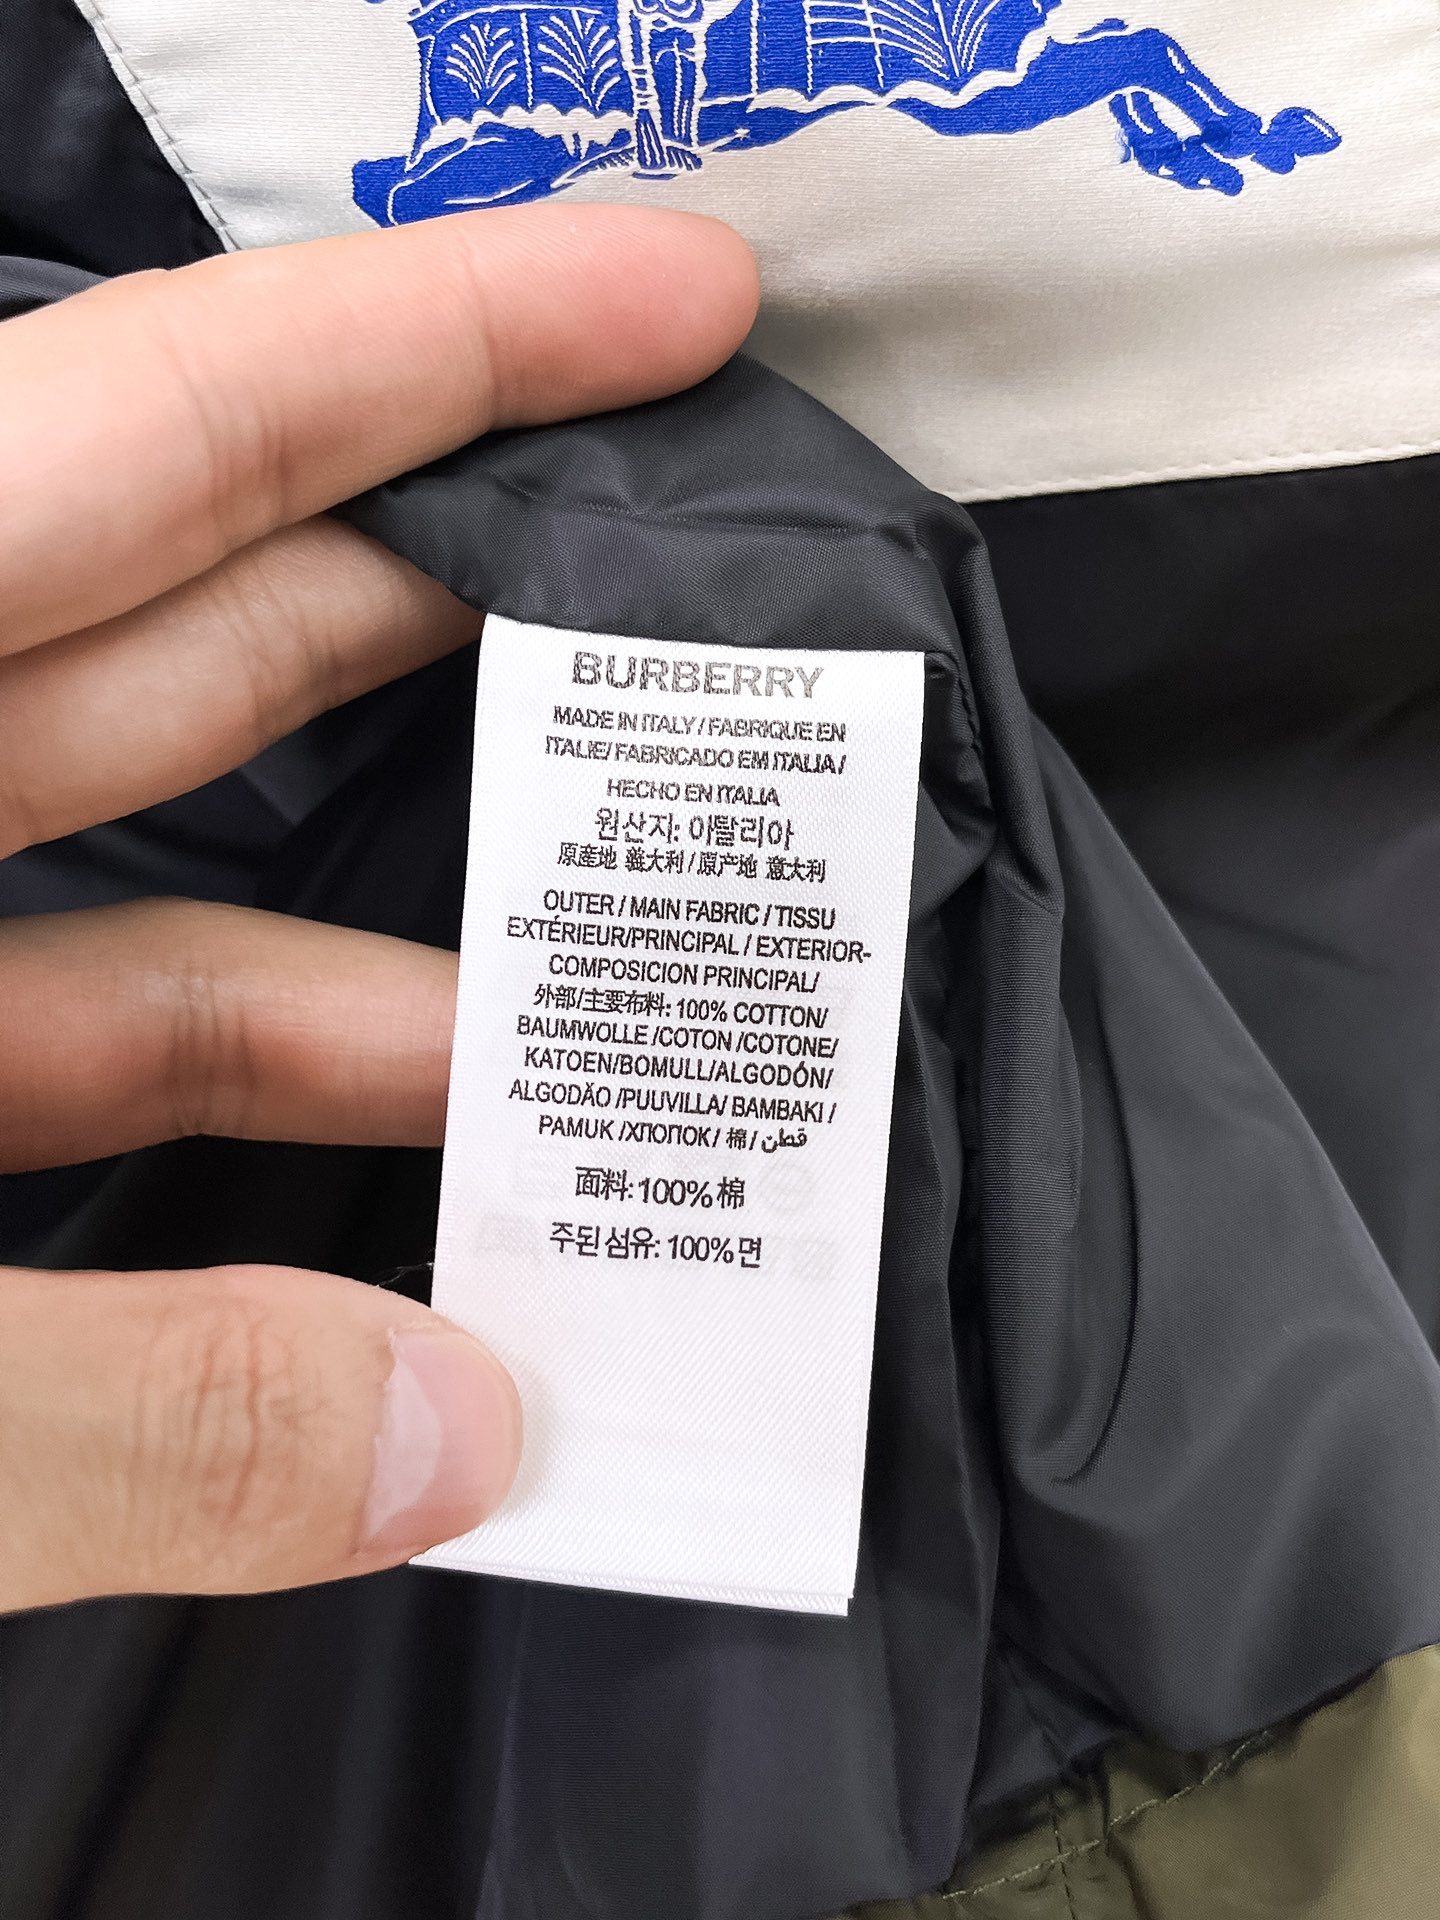 BURBERRY
MADE IN ITALY / FABRIQUE EN
ITALIE/ FABRICADO EM ITALIA /
HECHO EN ITALIA
원산지: 이탈리아
原産地 義大利 / 原产地 意大利
OUTER / MAIN FABRIC / TISSU
EXTÉRIEUR/PRINCIPAL / EXTERIOR-
COMPOSICION PRINCIPAL/
外部/主要布料: 100% COTTON/
BAUMWOLLE /COTON /COTONE/
KATOEN/BOMULL/ALGODÓN/
ALGODÃO /PUUVILLA/ BAMBAKI /
PAMUK /ХЛОПОК/ 棉 / قطن
面料: 100% 棉
주된 섬유: 100% 면